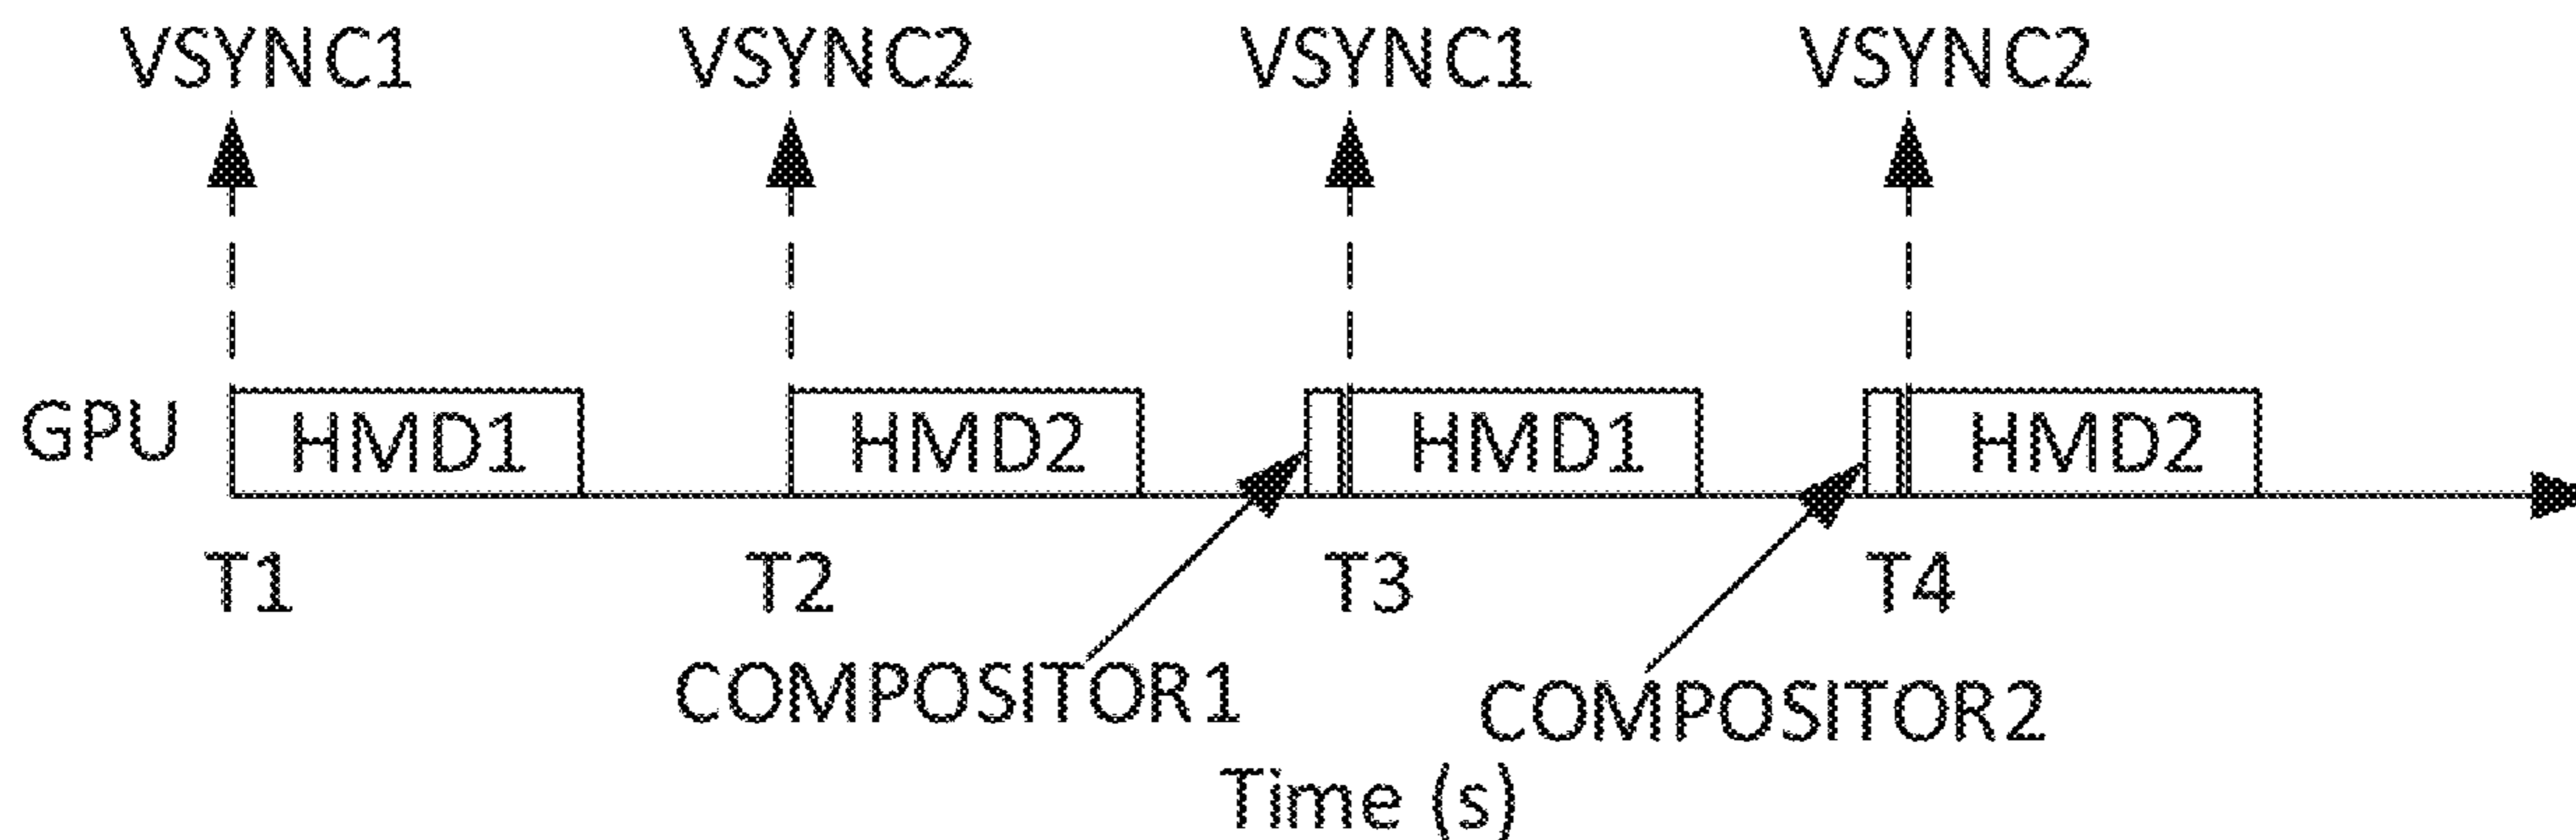 VSYNC1 VSYNC2 VSYNC1 VSYNC2
GPU HMD1 HMD2 HMD1 HMD2
T1 T2 T3 T4
COMPOSITOR1 COMPOSITOR2
Time (s)